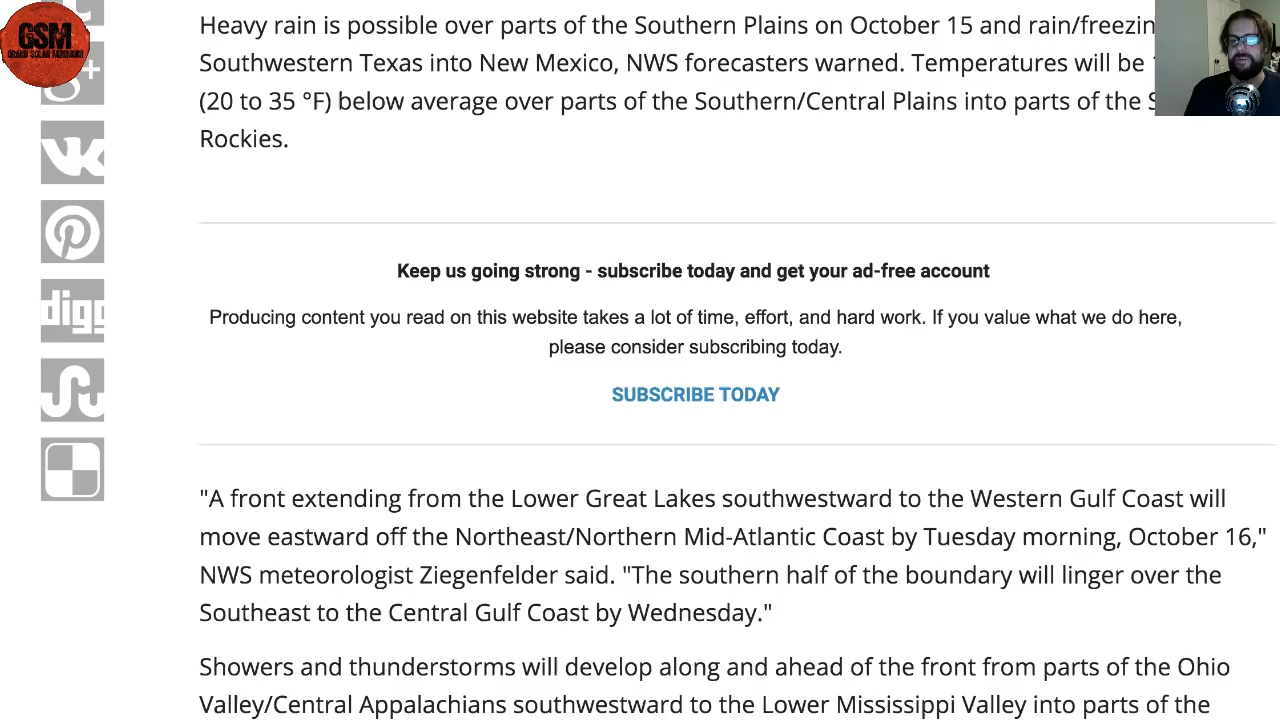 GSM
GRAND SOLAR MINIMUM
Heavy rain is possible over parts of the Southern Plains on October 15 and
Southwestern Texas into New Mexico, NWS forecasters warned. Temperatures will be
(20 to 35 °F) below average over parts of the Southern/Central Plains into parts of the
Rockies.
Keep us going strong - subscribe today and get your ad-free account
Producing content you read on this website takes a lot of time, effort, and hard work. If you value what we do here,
please consider subscribing today.
digg
SUBSCRIBE TODAY
"A front extending from the Lower Great Lakes southwestward to the Western Gulf Coast will
move eastward off the Northeast/Northern Mid-Atlantic Coast by Tuesday morning, October 16,"
NWS meteorologist Ziegenfelder said. "The southern half of the boundary will linger over the
Southeast to the Central Gulf Coast by Wednesday."
Showers and thunderstorms will develop along and ahead of the front from parts of the Ohio
Valley/Central Appalachians southwestward to the Lower Mississippi Valley into parts of the